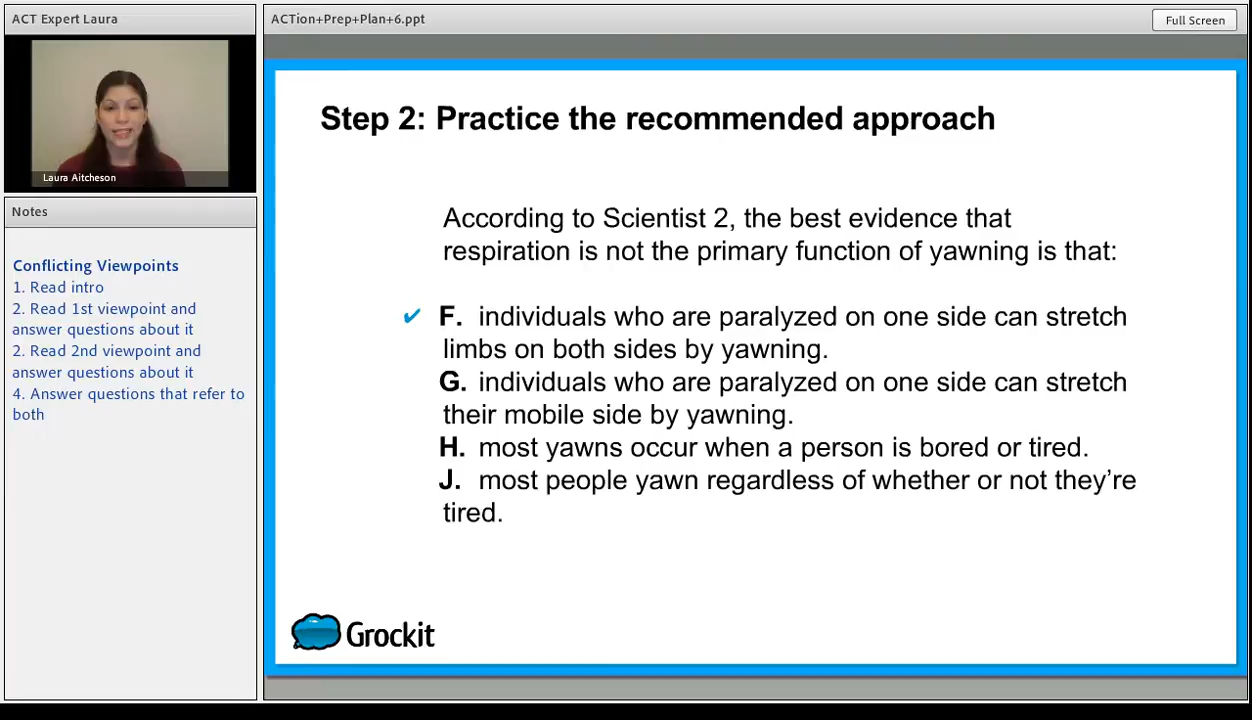 ACT Expert Laura
Laura Aitcheson
Notes
Conflicting Viewpoints
1. Read intro
2. Read 1st viewpoint and
answer questions about it
2. Read 2nd viewpoint and
answer questions about it
4. Answer questions that refer to
both
ACTion+Prep+Plan+6.ppt
Full Screen
Step 2: Practice the recommended approach
According to Scientist 2, the best evidence that
respiration is not the primary function of yawning is that:
✔ F. individuals who are paralyzed on one side can stretch
limbs on both sides by yawning.
G. individuals who are paralyzed on one side can stretch
their mobile side by yawning.
H. most yawns occur when a person is bored or tired.
J. most people yawn regardless of whether or not they’re
tired.
Grockit